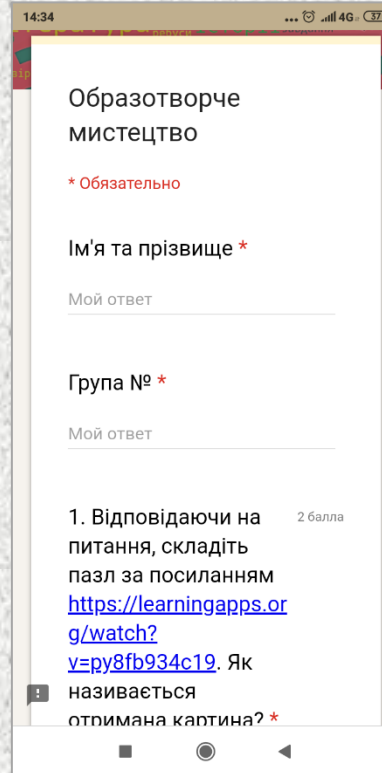 14:34
... 4G 37
Образотворче
мистецтво
* Обязательно
Ім'я та прізвище *
Мой ответ
Група № *
Мой ответ
1. Відповідаючи на 2 балла
питання, складіть
пазл за посиланням
https://learningapps.or
g/watch?
v=py8fb934c19. Як
називається
отримана картина? *